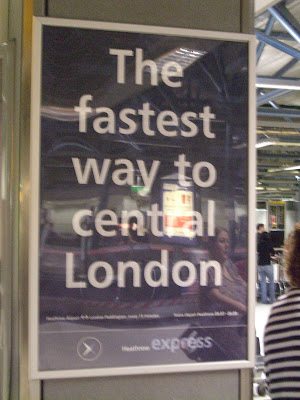 The
fastest
way to
central
London
Heathrow express